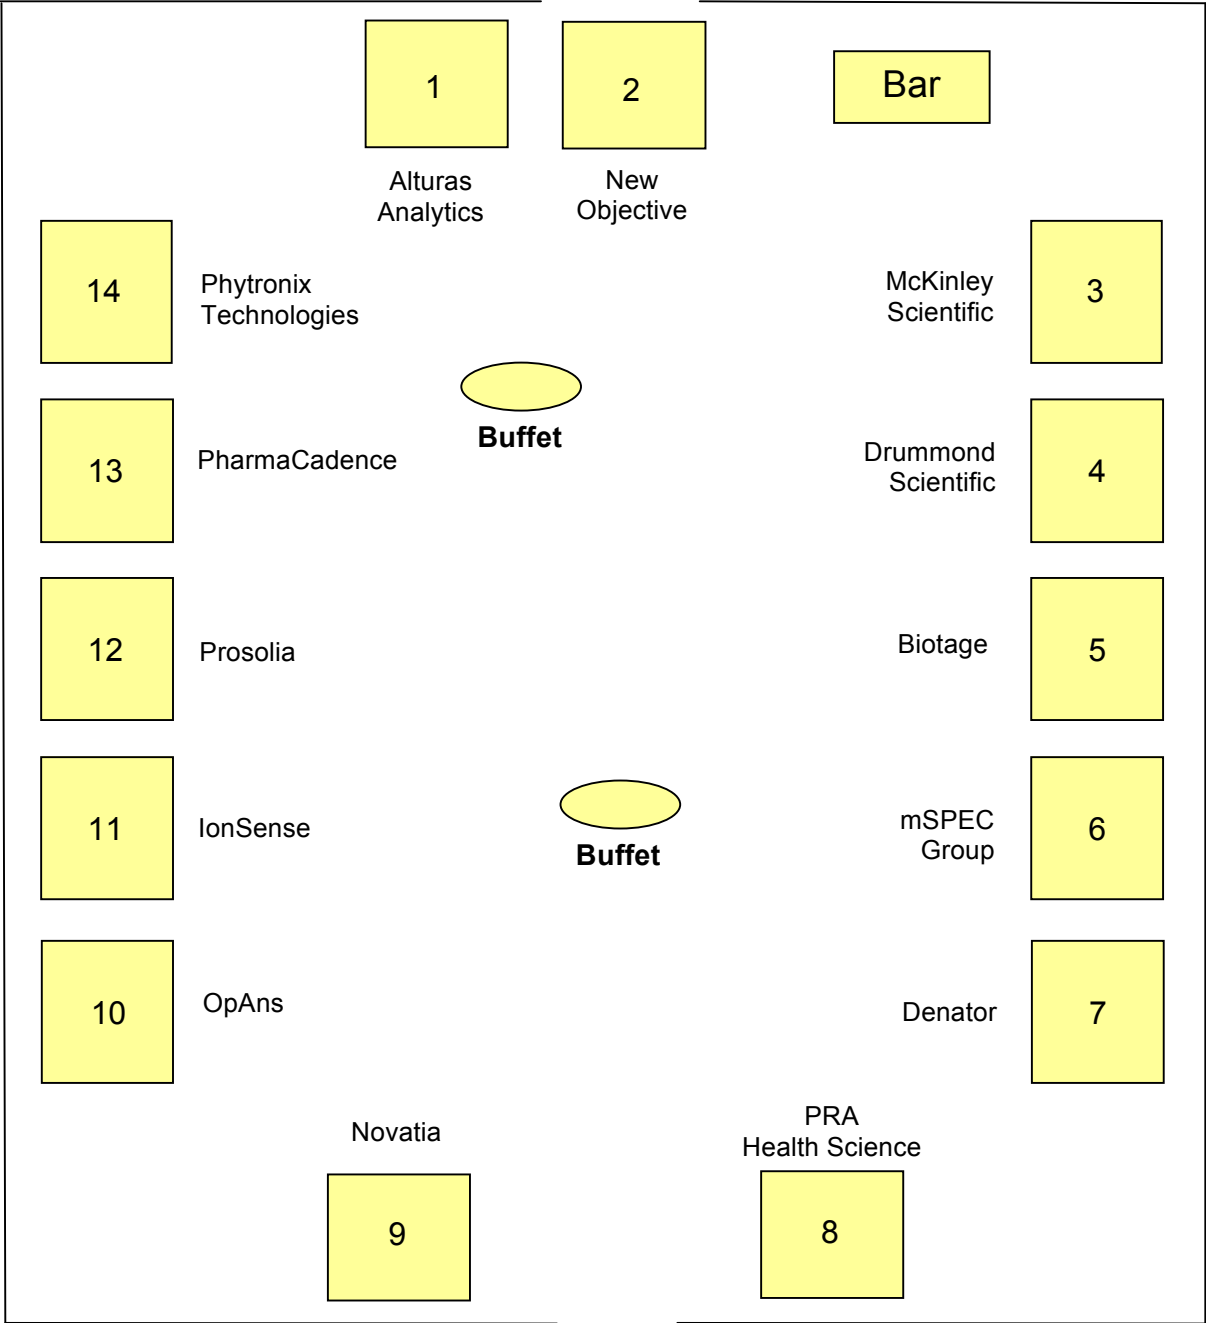 1
2
Bar
Alturas
Analytics
New
Objective
14
Phytronix
Technologies
McKinley
Scientific
3
Buffet
13
PharmaCadence
Drummond
Scientific
4
12
Prosolia
Biotage
5
11
IonSense
Buffet
mSPEC
Group
6
10
OpAns
Denator
7
Novatia
PRA
Health Science
9
8